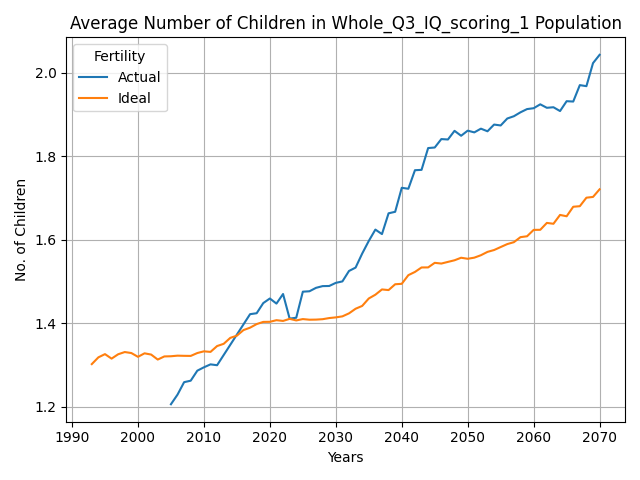 Average Number of Children in Whole_Q3_IQ_scoring_1 Population
Fertility
Actual
Ideal
No. of Children
2.0
1.8
1.6
1.4
1.2
1990
2000
2010
2020
2030
2040
2050
2060
2070
Years